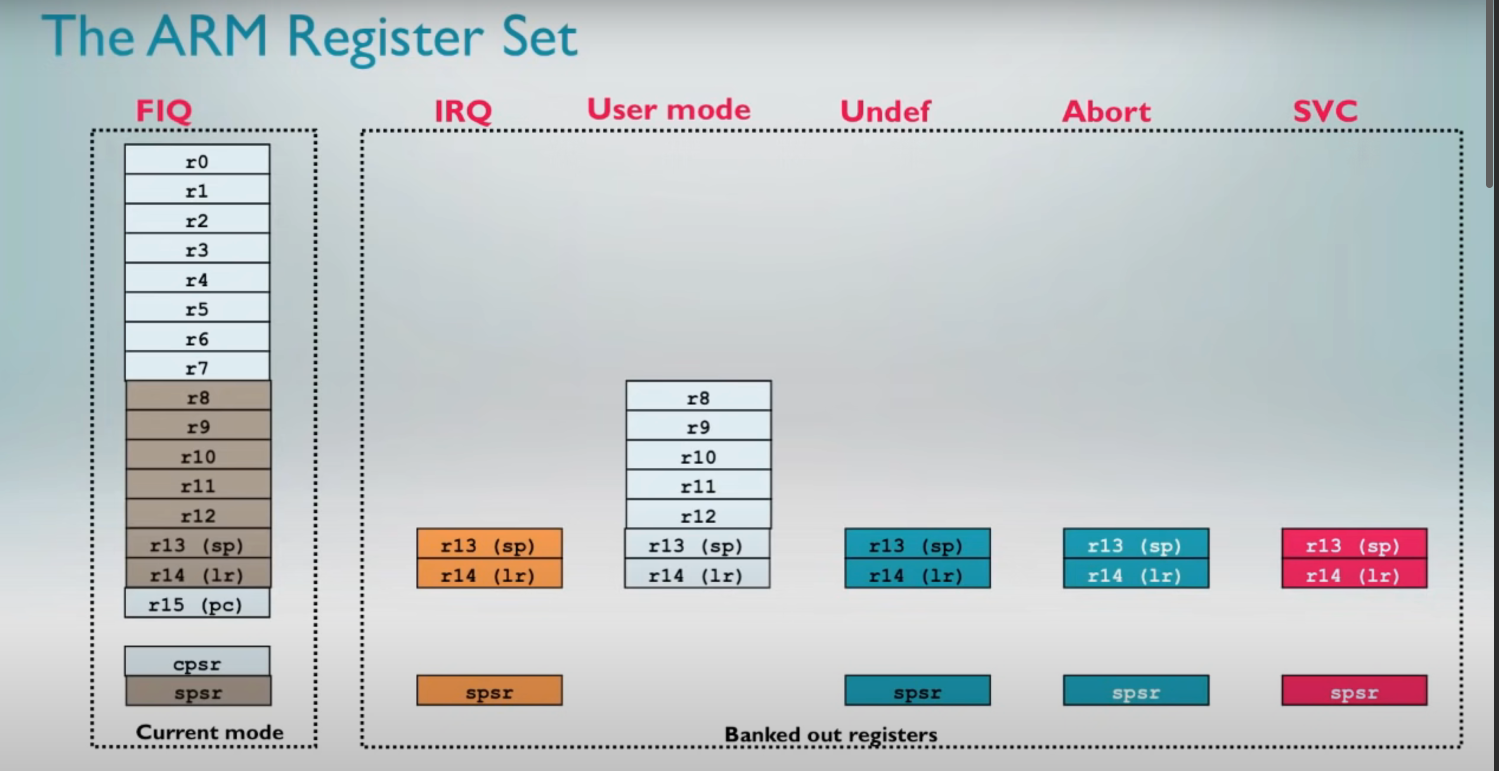 The ARM Register Set
FIQ
IRQ
User mode
Undef
Abort
SVC
r0
r1
r2
r3
r4
r5
r6
r7
r8
r9
r10
r11
r12
r13 (sp)
r14 (lr)
r15 (pc)
cpsr
spsr
Current mode
r13 (sp)
r14 (lr)
spsr
r8
r9
r10
r11
r12
r13 (sp)
r14 (lr)
r13 (sp)
r14 (lr)
spsr
r13 (sp)
r14 (lr)
spsr
r13 (sp)
r14 (lr)
spsr
Banked out registers